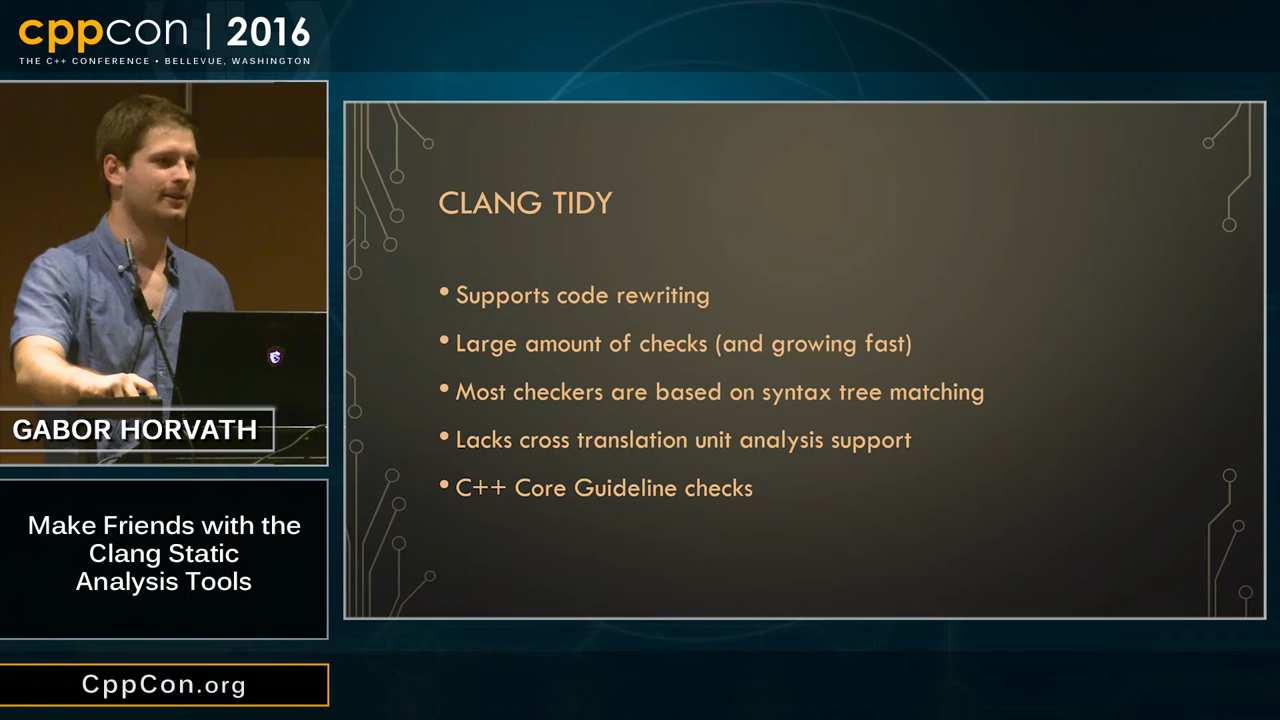 cppcon | 2016
THE C++ CONFERENCE • BELLEVUE, WASHINGTON
GABOR HORVATH
Make Friends with the
Clang Static
Analysis Tools
CppCon.org
CLANG TIDY
• Supports code rewriting
• Large amount of checks (and growing fast)
• Most checkers are based on syntax tree matching
• Lacks cross translation unit analysis support
• C++ Core Guideline checks